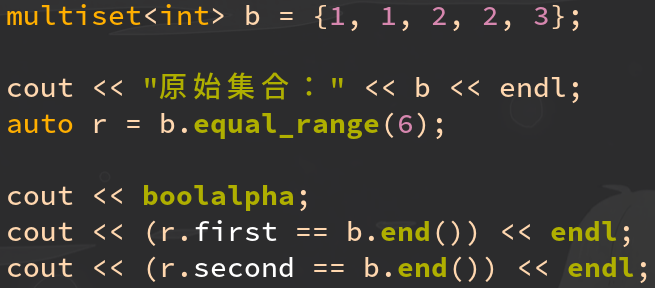 multiset<int> b = {1, 1, 2, 2, 3};
cout << "原始集合：" << b << endl;
auto r = b.equal_range(6);
cout << boolalpha;
cout << (r.first == b.end()) << endl;
cout << (r.second == b.end()) << endl;